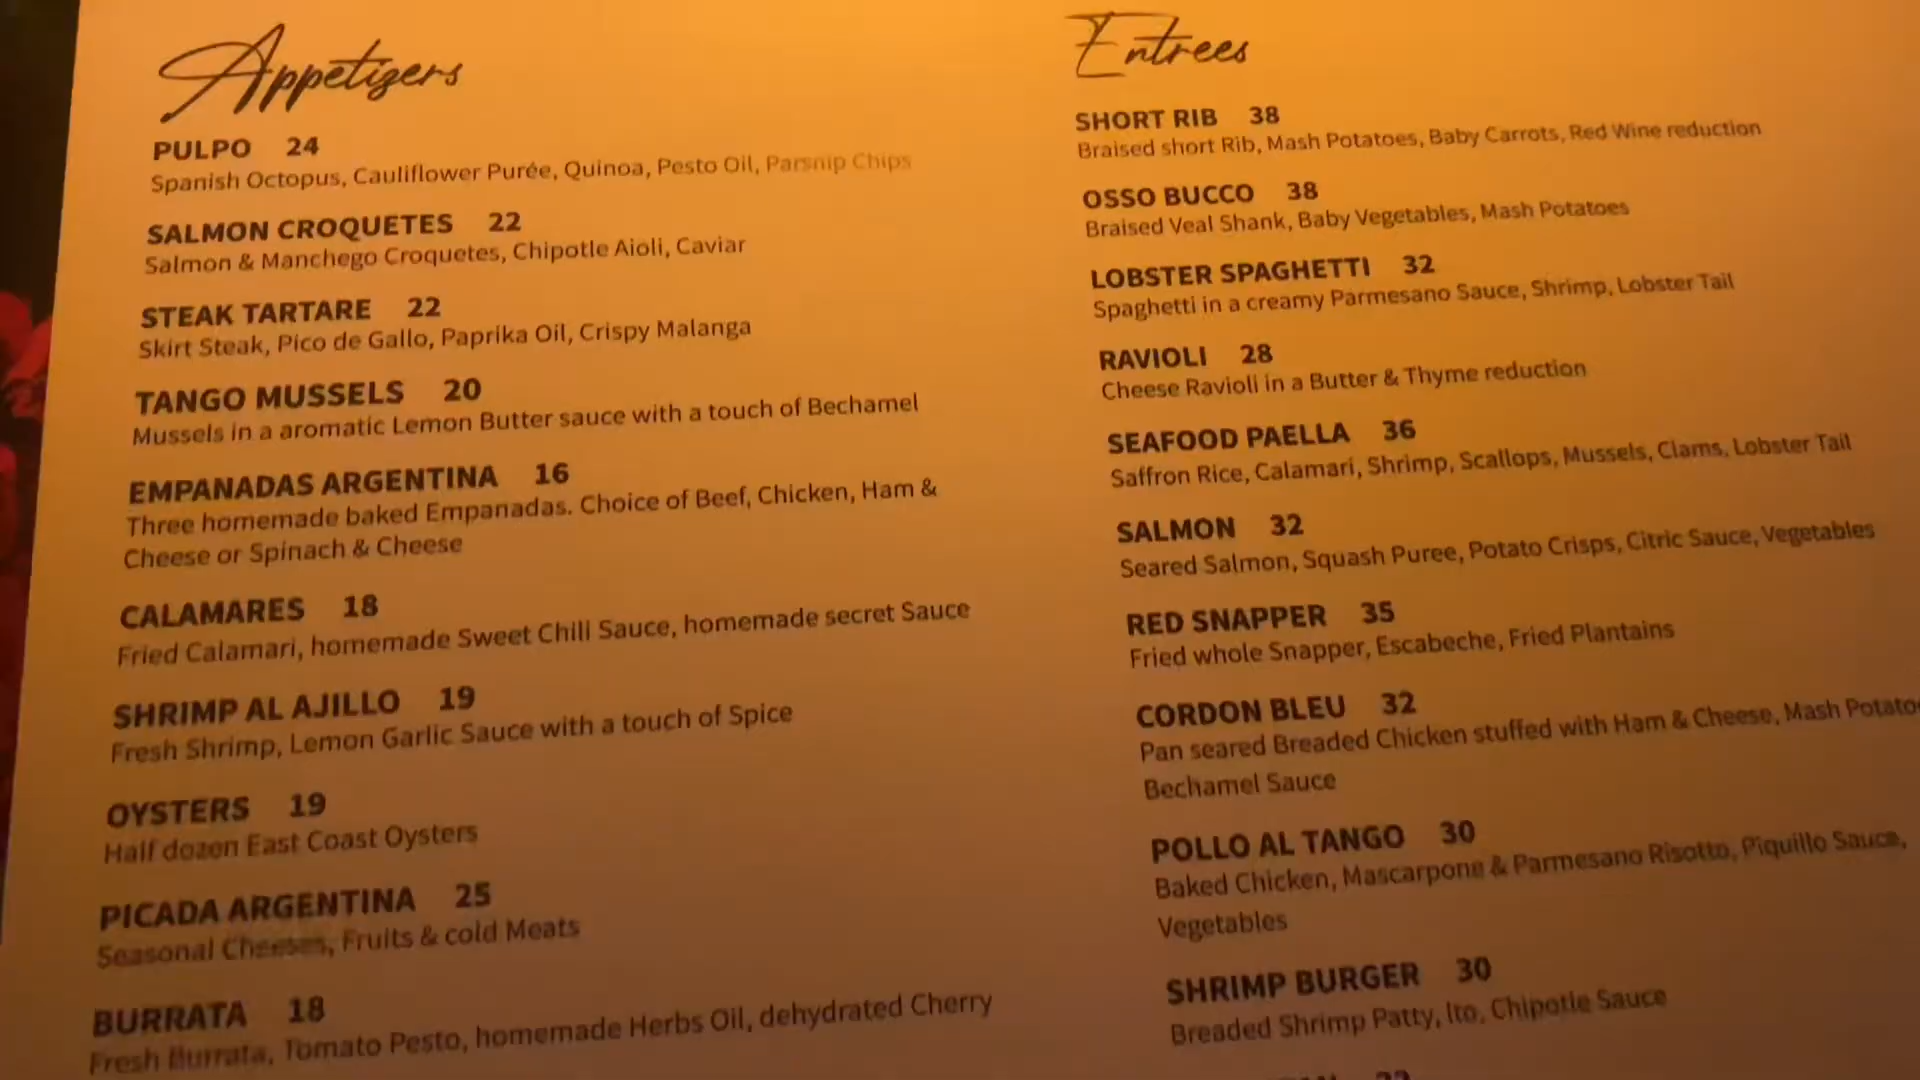 Appetizers
PULPO 24
Spanish Octopus, Cauliflower Purée, Quinoa, Pesto Oil, Parsnip Chips
SALMON CROQUETES 22
Salmon & Manchego Croquetes, Chipotle Aioli, Caviar
STEAK TARTARE 22
Skirt Steak, Pico de Gallo, Paprika Oil, Crispy Malanga
TANGO MUSSELS 20
Mussels in a aromatic Lemon Butter sauce with a touch of Bechamel
EMPANADAS ARGENTINA 16
Three homemade baked Empanadas. Choice of Beef, Chicken, Ham &
Cheese or Spinach & Cheese
CALAMARES 18
Fried Calamari, homemade Sweet Chili Sauce, homemade secret Sauce
SHRIMP AL AJILLO 19
Fresh Shrimp, Lemon Garlic Sauce with a touch of Spice
OYSTERS 19
Half dozen East Coast Oysters
PICADA ARGENTINA 25
Seasonal Cheeses, Fruits & cold Meats
BURRATA 18
Fresh Burrata, Tomato Pesto, homemade Herbs Oil, dehydrated Cherry
Entrees
SHORT RIB 38
Braised short Rib, Mash Potatoes, Baby Carrots, Red Wine reduction
OSSO BUCCO 38
Braised Veal Shank, Baby Vegetables, Mash Potatoes
LOBSTER SPAGHETTI 32
Spaghetti in a creamy Parmesano Sauce, Shrimp, Lobster Tail
RAVIOLI 28
Cheese Ravioli in a Butter & Thyme reduction
SEAFOOD PAELLA 36
Saffron Rice, Calamari, Shrimp, Scallops, Mussels, Clams, Lobster Tail
SALMON 32
Seared Salmon, Squash Puree, Potato Crisps, Citric Sauce, Vegetables
RED SNAPPER 35
Fried whole Snapper, Escabeche, Fried Plantains
CORDON BLEU 32
Pan seared Breaded Chicken stuffed with Ham & Cheese, Mash Potato
Bechamel Sauce
POLLO AL TANGO 30
Baked Chicken, Mascarpone & Parmesano Risotto, Piquillo Sauce,
Vegetables
SHRIMP BURGER 30
Breaded Shrimp Patty, lto, Chipotle Sauce